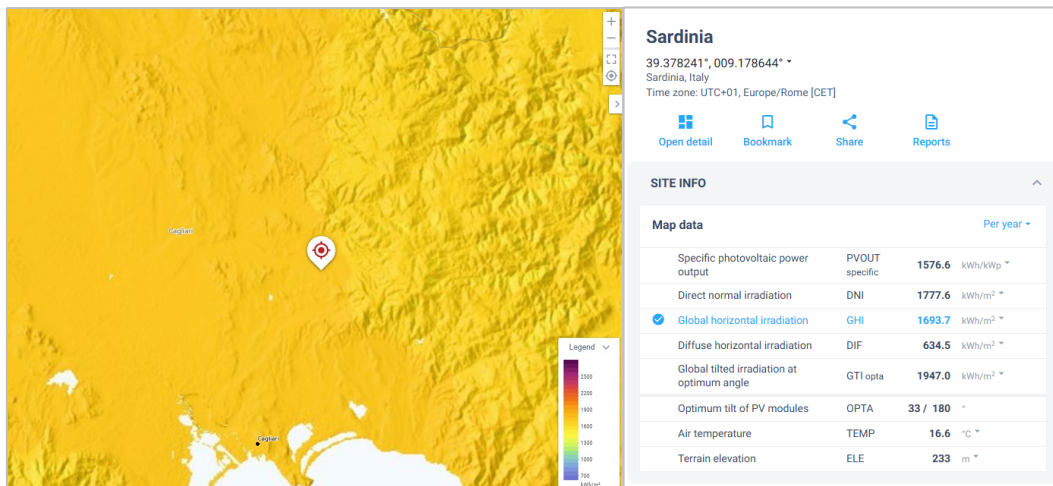 Cagliari
Cagliari
Legend
2500
2200
1900
1600
1300
1000
700
kWh/m²
Sardinia
39.378241°, 009.178644°
Sardinia, Italy
Time zone: UTC+01, Europe/Rome [CET]
Open detail Bookmark Share Reports
SITE INFO
Map data Per year
Specific photovoltaic power output PVOUT specific 1576.6 kWh/kWp
Direct normal irradiation DNI 1777.6 kWh/m²
Global horizontal irradiation GHI 1693.7 kWh/m²
Diffuse horizontal irradiation DIF 634.5 kWh/m²
Global tilted irradiation at optimum angle GTI opta 1947.0 kWh/m²
Optimum tilt of PV modules OPTA 33 / 180 °
Air temperature TEMP 16.6 °C
Terrain elevation ELE 233 m